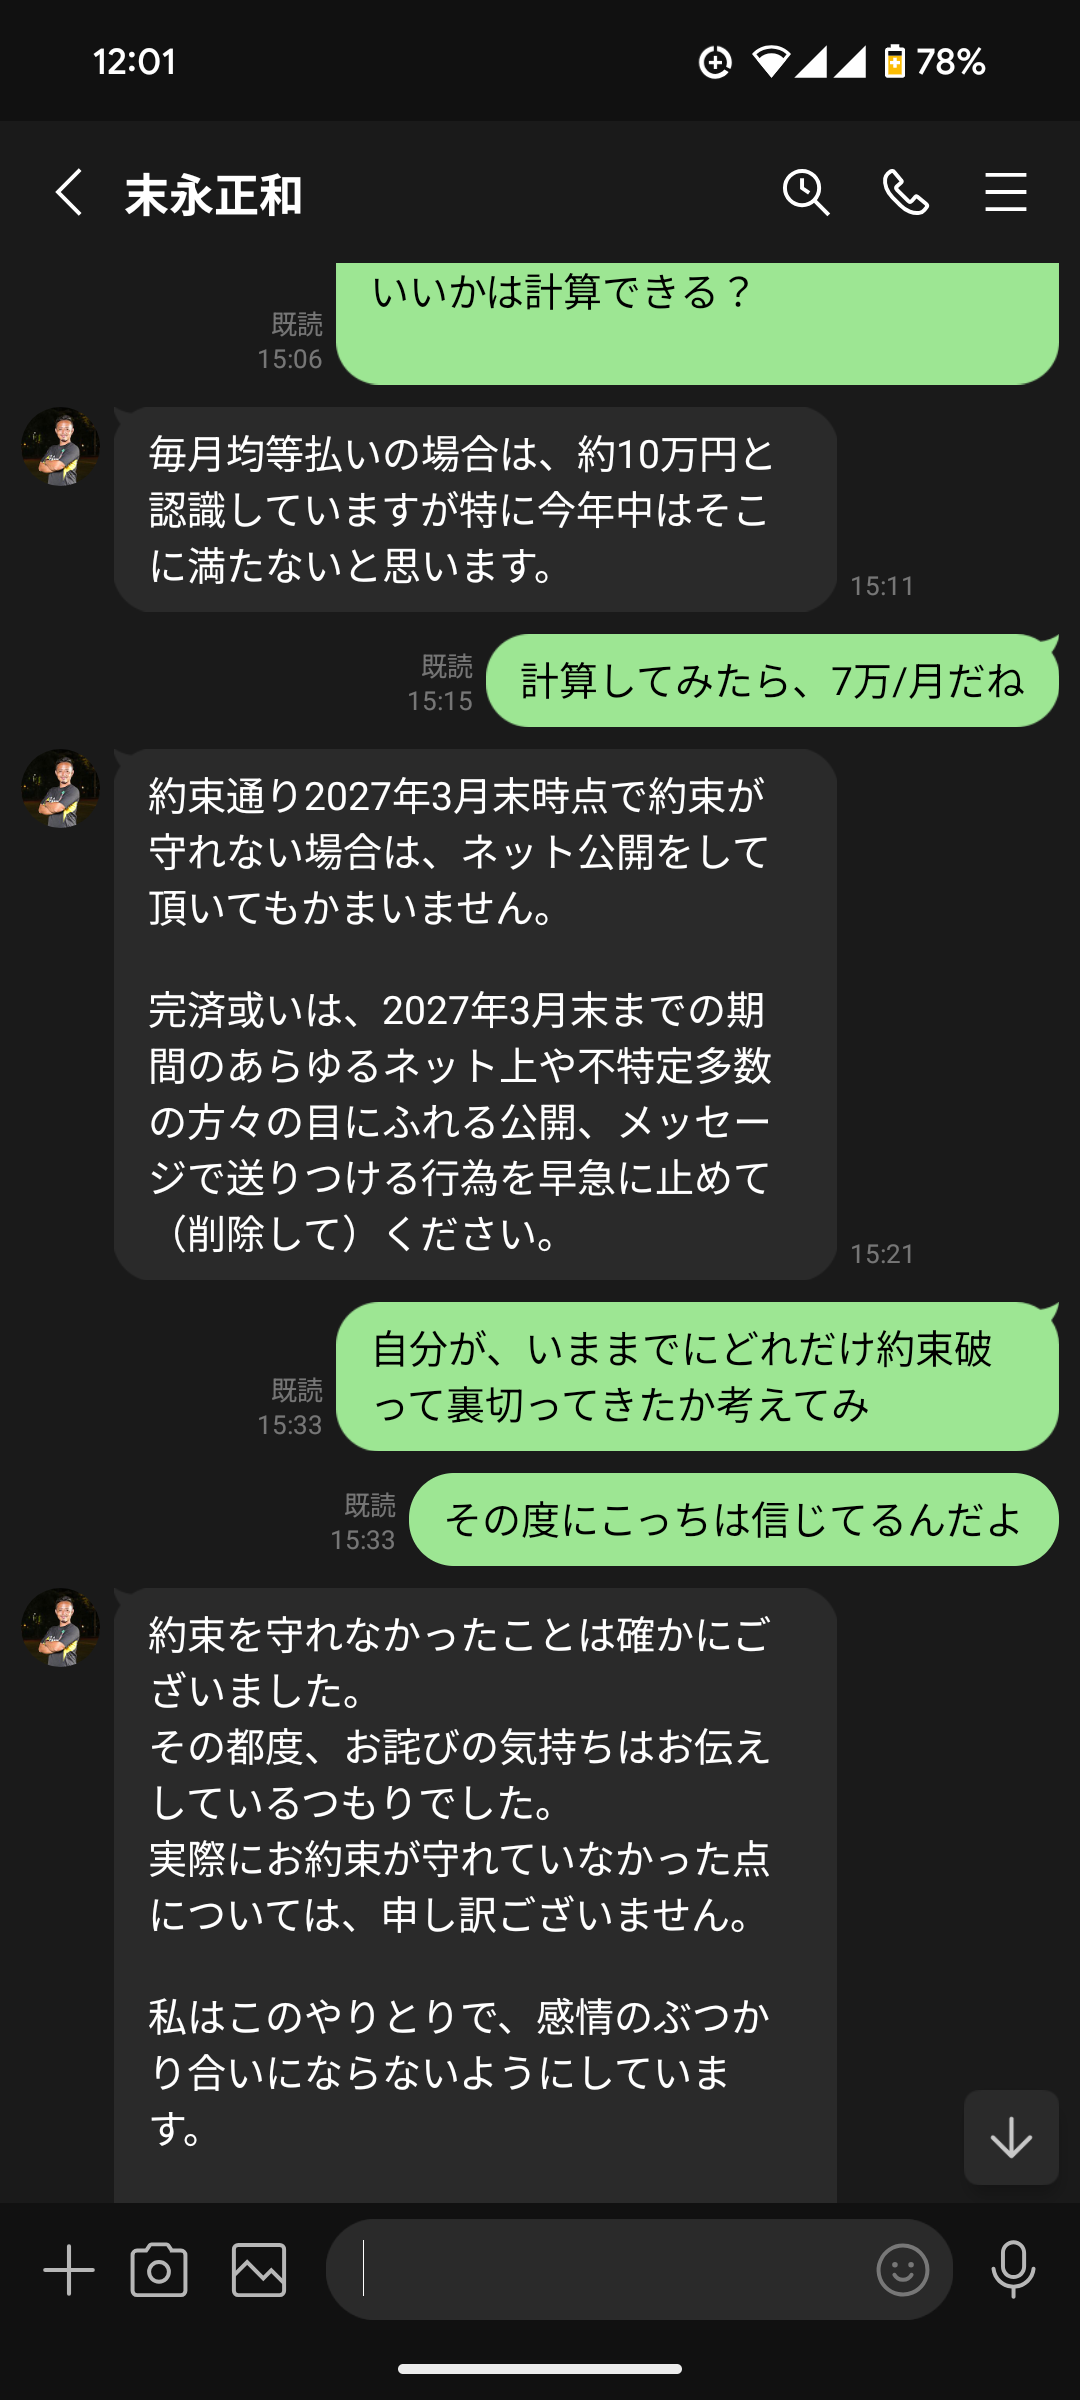 12:01
78%
末永正和
いいかは計算できる？
既読
15:06
毎月均等払いの場合は、約10万円と
認識していますが特に今年中はそこ
に満たないと思います。
15:11
既読
15:15
計算してみたら、7万/月だね
約束通り2027年3月末時点で約束が
守れない場合は、ネット公開をして
頂いてもかまいません。
完済或いは、2027年3月末までの期
間のあらゆるネット上や不特定多数
の方々の目にふれる公開、メッセー
ジで送りつける行為を早急に止めて
（削除して）ください。
15:21
自分が、いままでにどれだけ約束破
って裏切ってきたか考えてみ
既読
15:33
その度にこっちは信じてるんだよ
既読
15:33
約束を守れなかったことは確かにご
ざいました。
その都度、お詫びの気持ちはお伝え
しているつもりでした。
実際にお約束が守れていなかった点
については、申し訳ございません。
私はこのやりとりで、感情のぶつか
り合いにならないようにしていま
す。